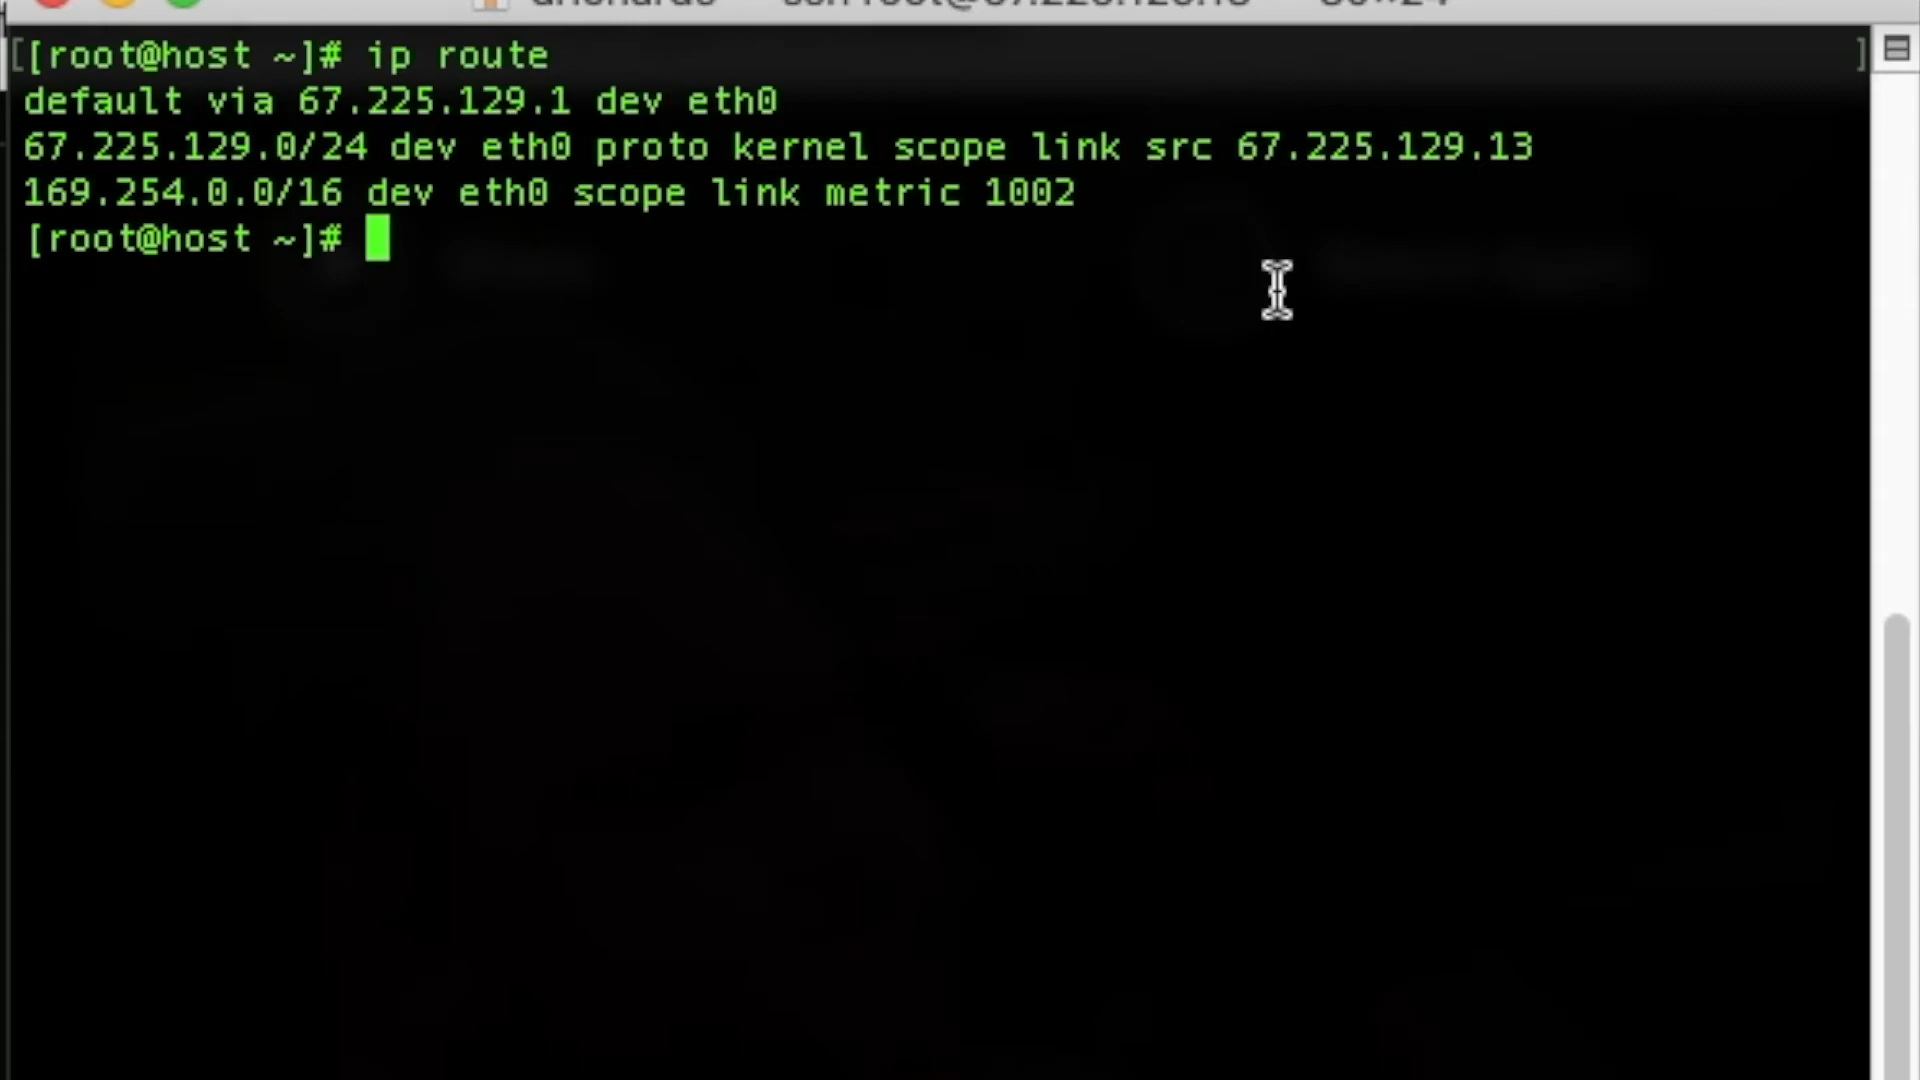 [[root@host ~]# ip route ]
default via 67.225.129.1 dev eth0
67.225.129.0/24 dev eth0 proto kernel scope link src 67.225.129.13
169.254.0.0/16 dev eth0 scope link metric 1002
[root@host ~]#